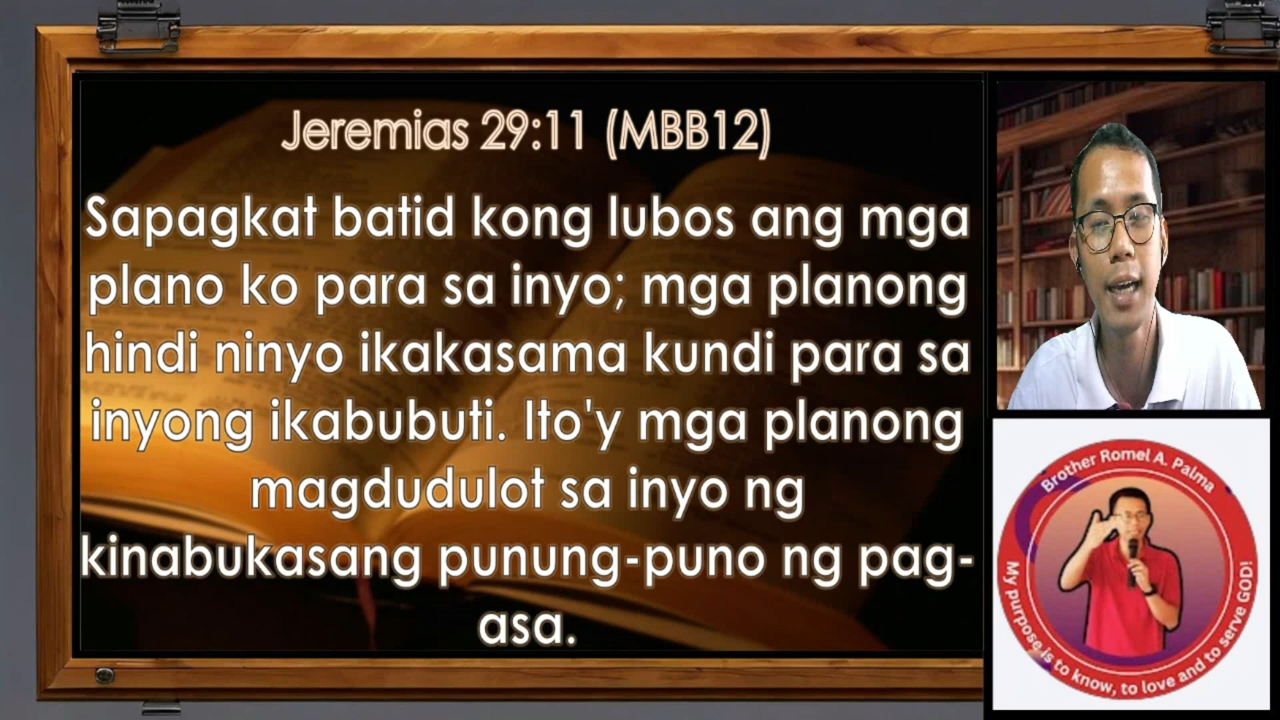 Jeremias 29:11 (MBB12)
Sapagkat batid kong lubos ang mga
plano ko para sa inyo; mga planong
hindi ninyo ikakasama kundi para sa
inyong ikabubuti. Ito'y mga planong
magdudulot sa inyo ng
kinabukasang punung-puno ng pag-
asa.
Brother Romel A. Palma
My purpose is to know, to love and to serve GOD!